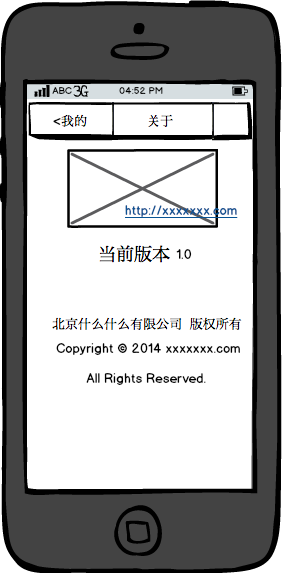 ABC 3G 04:52 PM
<我的 关于
http://xxxxxxx.com
当前版本 1.0
北京什么什么有限公司 版权所有
Copyright © 2014 xxxxxxx.com
All Rights Reserved.